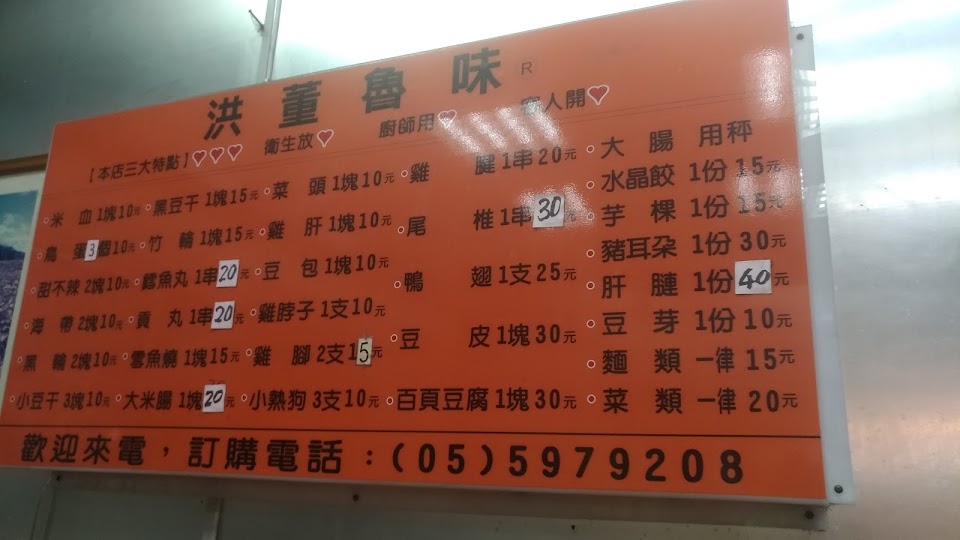 洪董魯味 R
【本店三大特點】♡♡♡ 衛生放♡ 廚師用♡ 客人開♡
◦米血1塊10元 ◦黑豆干1塊15元 ◦菜頭1塊10元 ◦雞腱1串20元 ◦大腸用秤
◦鳥蛋3個10元 ◦竹輪1塊15元 ◦雞肝1塊10元 ◦尾椎1串30元 ◦水晶餃1份15元
◦甜不辣2塊10元 ◦鱈魚丸1串20元 ◦豆包1塊10元 ◦鴨翅1支25元 ◦芋粿1份15元
◦海帶2塊10元 ◦貢丸1串20元 ◦雞脖子1支10元 ◦豆皮1塊30元 ◦豬耳朵1份30元
◦黑輪2塊10元 ◦雪魚燒1塊15元 ◦雞腳2支15元 ◦百頁豆腐1塊30元 ◦肝膁1份40元
◦小豆干3塊10元 ◦大米腸1塊20元 ◦小熱狗3支10元 ◦豆芽1份10元
◦麵類一律15元
◦菜類一律20元
歡迎來電，訂購電話：(05)5979208